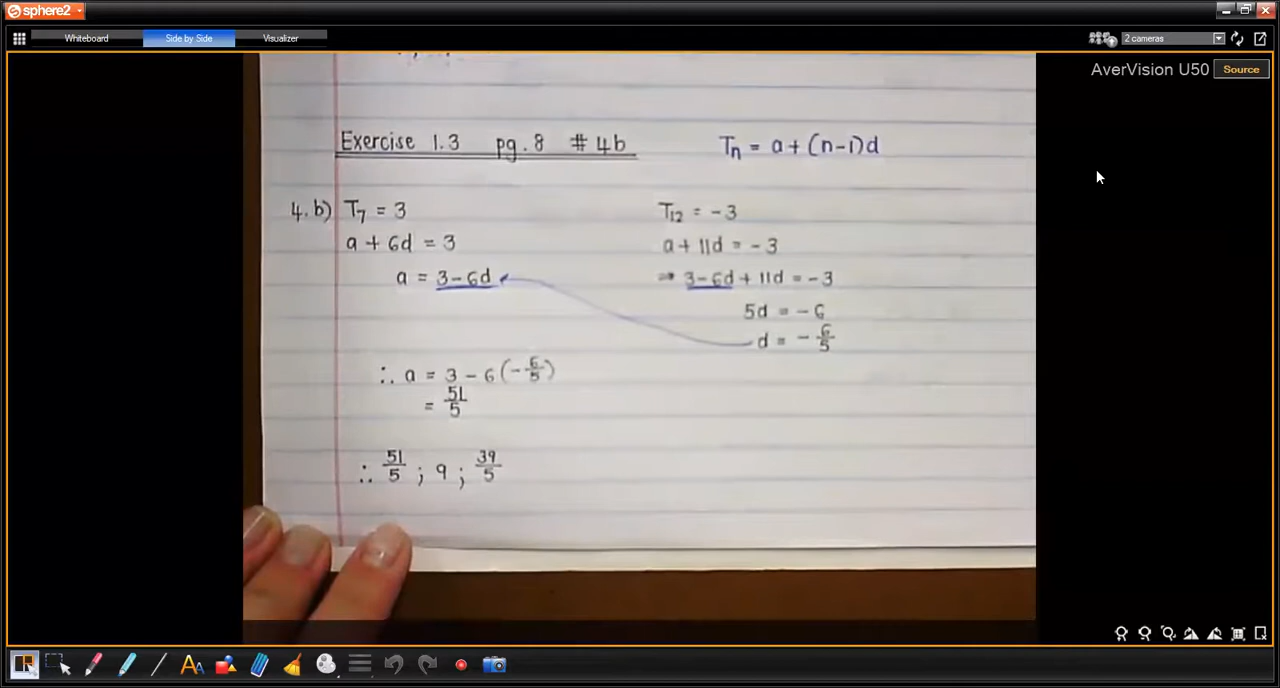 sphere2
Whiteboard
Side by Side
Visualizer
2 cameras
AverVision U50
Source
Exercise 1.3 pg. 8 # 4b
Tn = a + (n-1)d
4. b) T7 = 3
a + 6d = 3
a = 3 - 6d
T12 = -3
a + 11d = -3
⇒ 3 - 6d + 11d = -3
5d = -6
d = -6/5
∴ a = 3 - 6(-6/5)
= 51/5
∴ 51/5 ; 9 ; 39/5